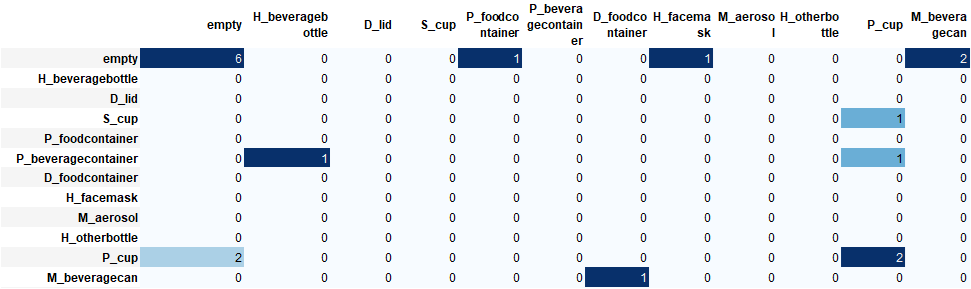 empty H_beveragebottle D_lid S_cup P_foodcontainer P_beveragecontainer D_foodcontainer H_facemask M_aerosol H_otherbottle P_cup M_beveragecan
empty 6 0 0 0 1 0 0 1 0 0 0 2
H_beveragebottle 0 0 0 0 0 0 0 0 0 0 0 0
D_lid 0 0 0 0 0 0 0 0 0 0 0 0
S_cup 0 0 0 0 0 0 0 0 0 0 1 0
P_foodcontainer 0 0 0 0 0 0 0 0 0 0 0 0
P_beveragecontainer 0 1 0 0 0 0 0 0 0 0 1 0
D_foodcontainer 0 0 0 0 0 0 0 0 0 0 0 0
H_facemask 0 0 0 0 0 0 0 0 0 0 0 0
M_aerosol 0 0 0 0 0 0 0 0 0 0 0 0
H_otherbottle 0 0 0 0 0 0 0 0 0 0 0 0
P_cup 2 0 0 0 0 0 0 0 0 0 2 0
M_beveragecan 0 0 0 0 0 0 1 0 0 0 0 0